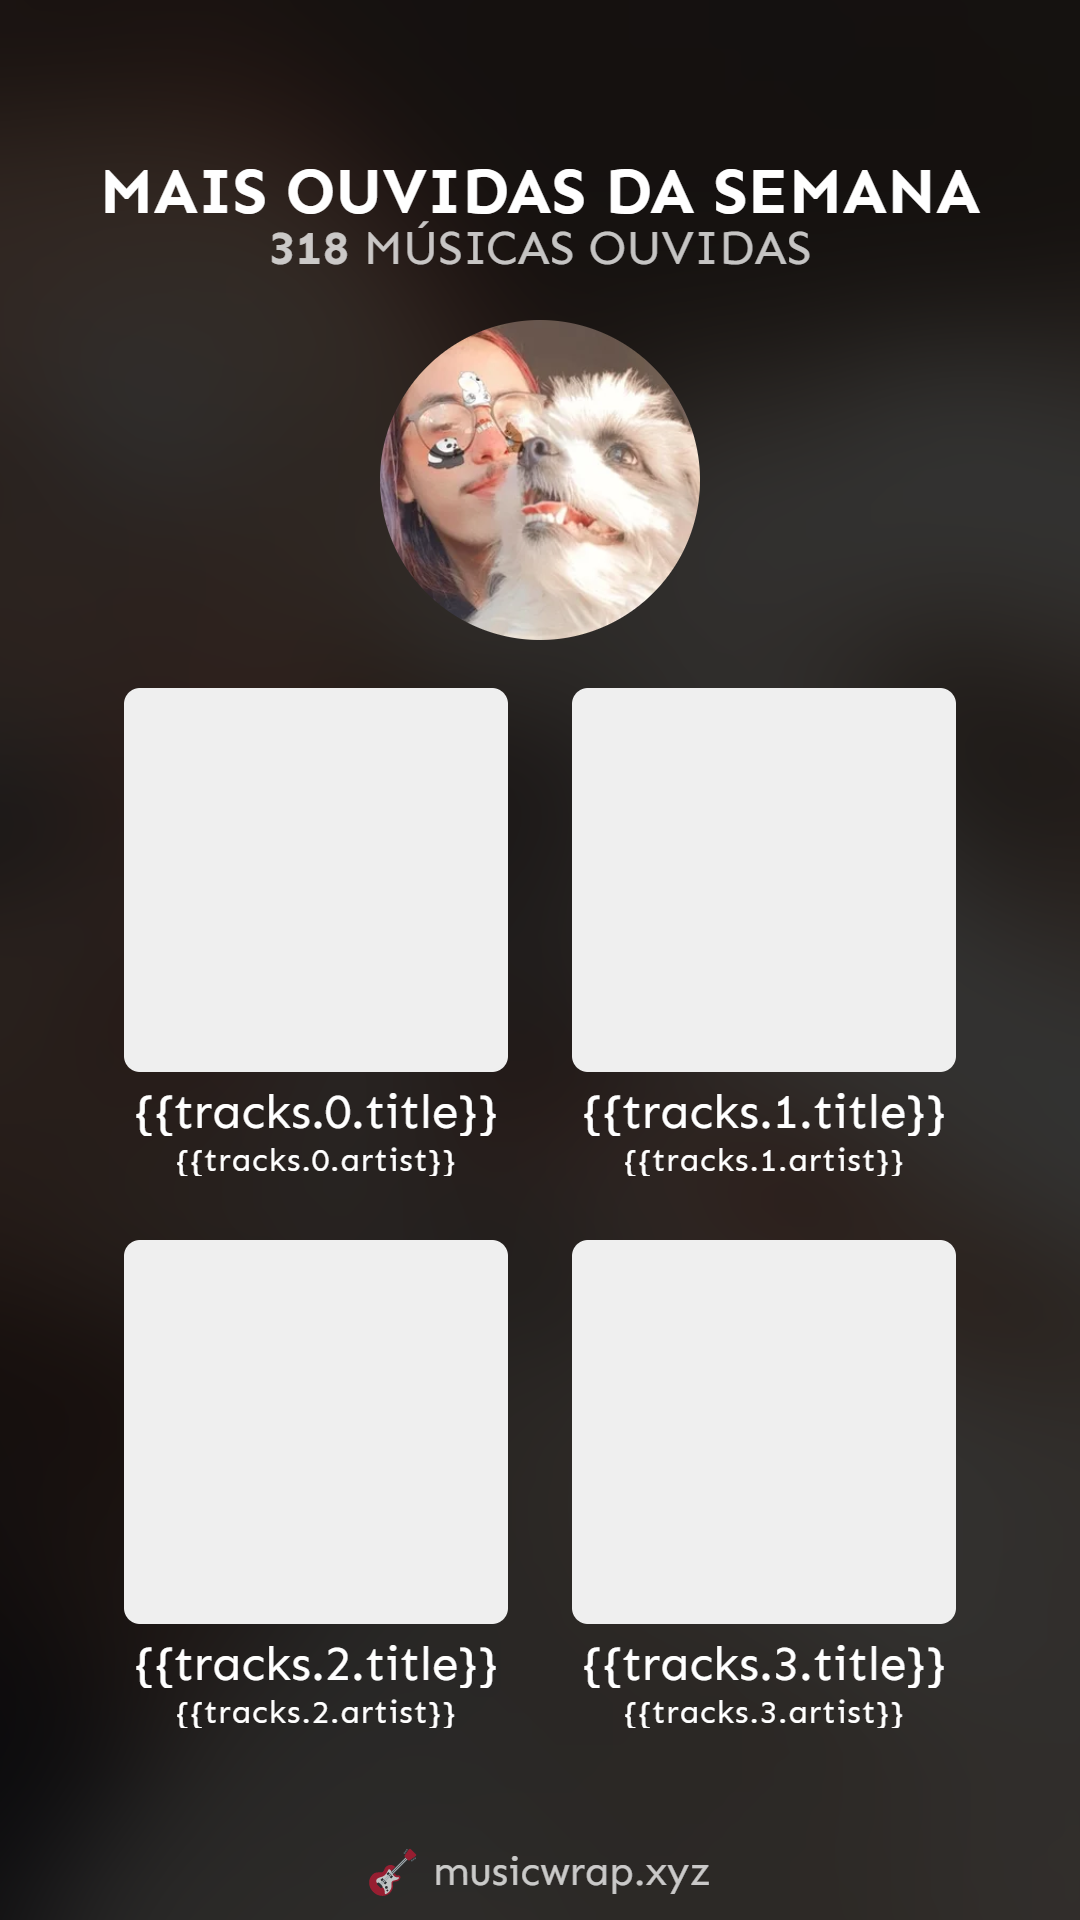 MAIS OUVIDAS DA SEMANA
318 MÚSICAS OUVIDAS
{{tracks.0.title}} {{tracks.1.title}}
{{tracks.0.artist}} {{tracks.1.artist}}
{{tracks.2.title}} {{tracks.3.title}}
{{tracks.2.artist}} {{tracks.3.artist}}
musicwrap.xyz